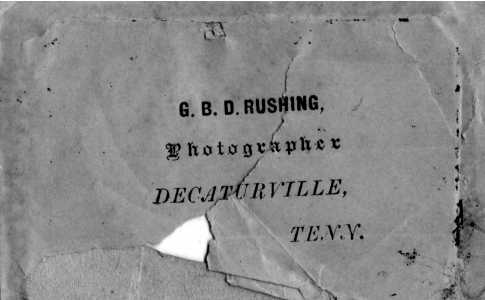 G. B. D. RUSHING,
Photographer
DECATURVILLE,
TENN.